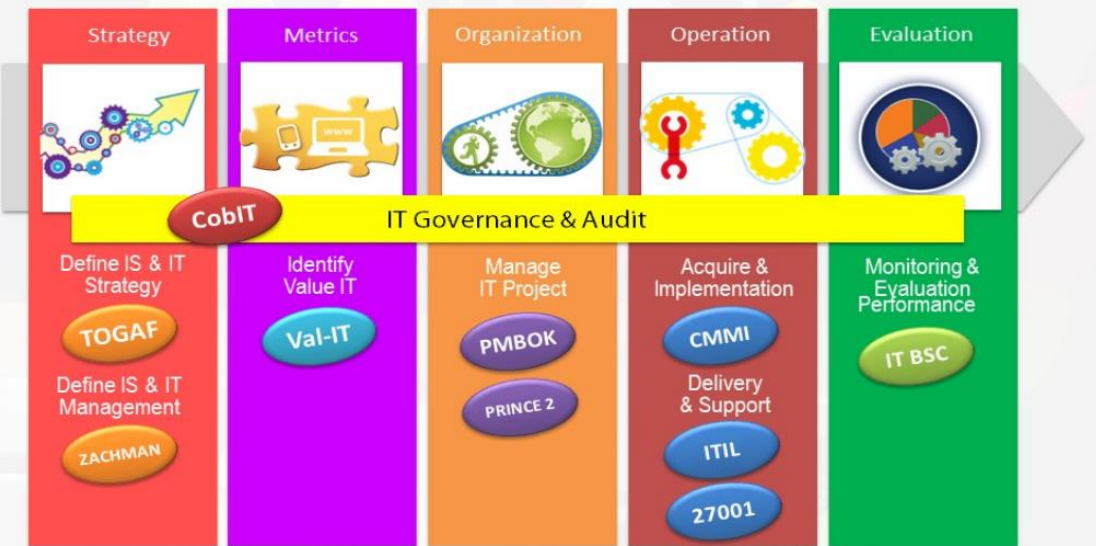 Strategy
Metrics
Organization
Operation
Evaluation
www
CobIT
IT Governance & Audit
Define IS & IT
Strategy
TOGAF
Define IS & IT
Management
ZACHMAN
Identify
Value IT
Val-IT
Manage
IT Project
PMBOK
PRINCE 2
Acquire &
Implementation
CMMI
Delivery
& Support
ITIL
27001
Monitoring &
Evaluation
Performance
IT BSC